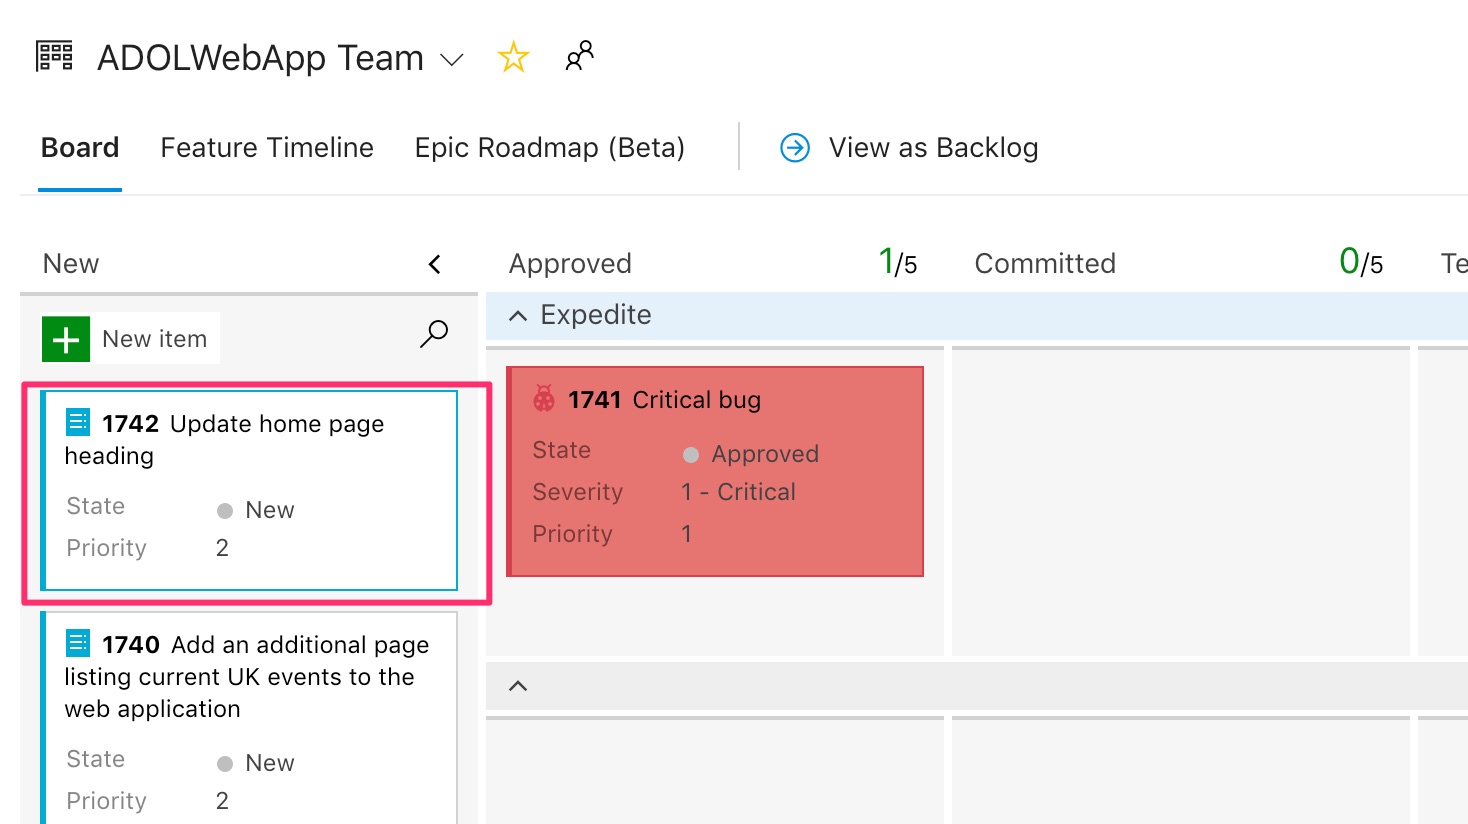 ADOLWebApp Team
Board Feature Timeline Epic Roadmap (Beta) View as Backlog
New
Approved 1/5
Committed 0/5
Te
New item
Expedite
1742 Update home page
heading
State New
Priority 2
1741 Critical bug
State Approved
Severity 1 - Critical
Priority 1
1740 Add an additional page
listing current UK events to the
web application
State New
Priority 2